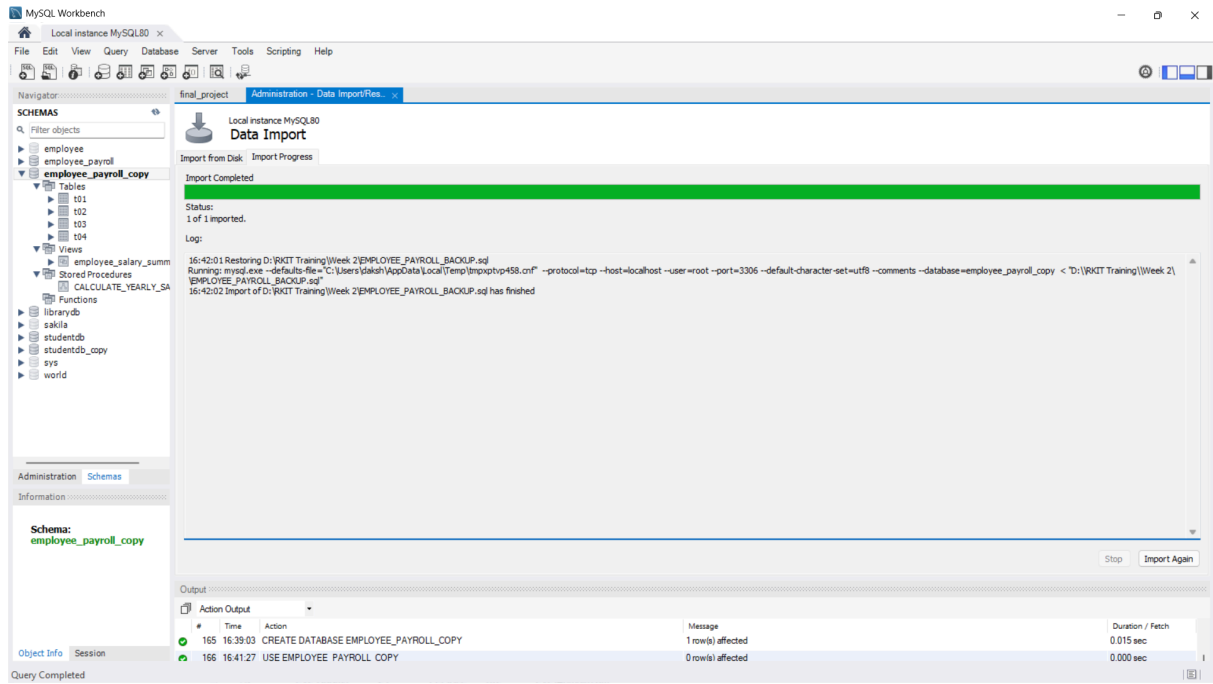 MySQL Workbench
Local instance MySQL80 ×
File Edit View Query Database Server Tools Scripting Help
Navigator
SCHEMAS
Filter objects
employee
employee_payroll
employee_payroll_copy
Tables
t01
t02
t03
t04
Views
employee_salary_summ
Stored Procedures
CALCULATE_YEARLY_SA
Functions
librarydb
sakila
studentdb
studentdb_copy
sys
world
Administration Schemas
Information
Schema:
employee_payroll_copy
Object Info Session
final_project Administration - Data Import/Res... ×
Local instance MySQL80
Data Import
Import from Disk Import Progress
Import Completed
Status:
1 of 1 imported.
Log:
16:42:01 Restoring D:\RKIT Training\Week 2\EMPLOYEE_PAYROLL_BACKUP.sql
Running: mysql.exe --defaults-file="C:\Users\daksh\AppData\Local\Temp\tmpxptvp458.cnf" --protocol=tcp --host=localhost --user=root --port=3306 --default-character-set=utf8 --comments --database=employee_payroll_copy < "D:\\RKIT Training\\Week 2\
\EMPLOYEE_PAYROLL_BACKUP.sql"
16:42:02 Import of D:\RKIT Training\Week 2\EMPLOYEE_PAYROLL_BACKUP.sql has finished
Stop Import Again
Output
Action Output
# Time Action Message Duration / Fetch
165 16:39:03 CREATE DATABASE EMPLOYEE_PAYROLL_COPY 1 row(s) affected 0.015 sec
166 16:41:27 USE EMPLOYEE_PAYROLL_COPY 0 row(s) affected 0.000 sec
Query Completed